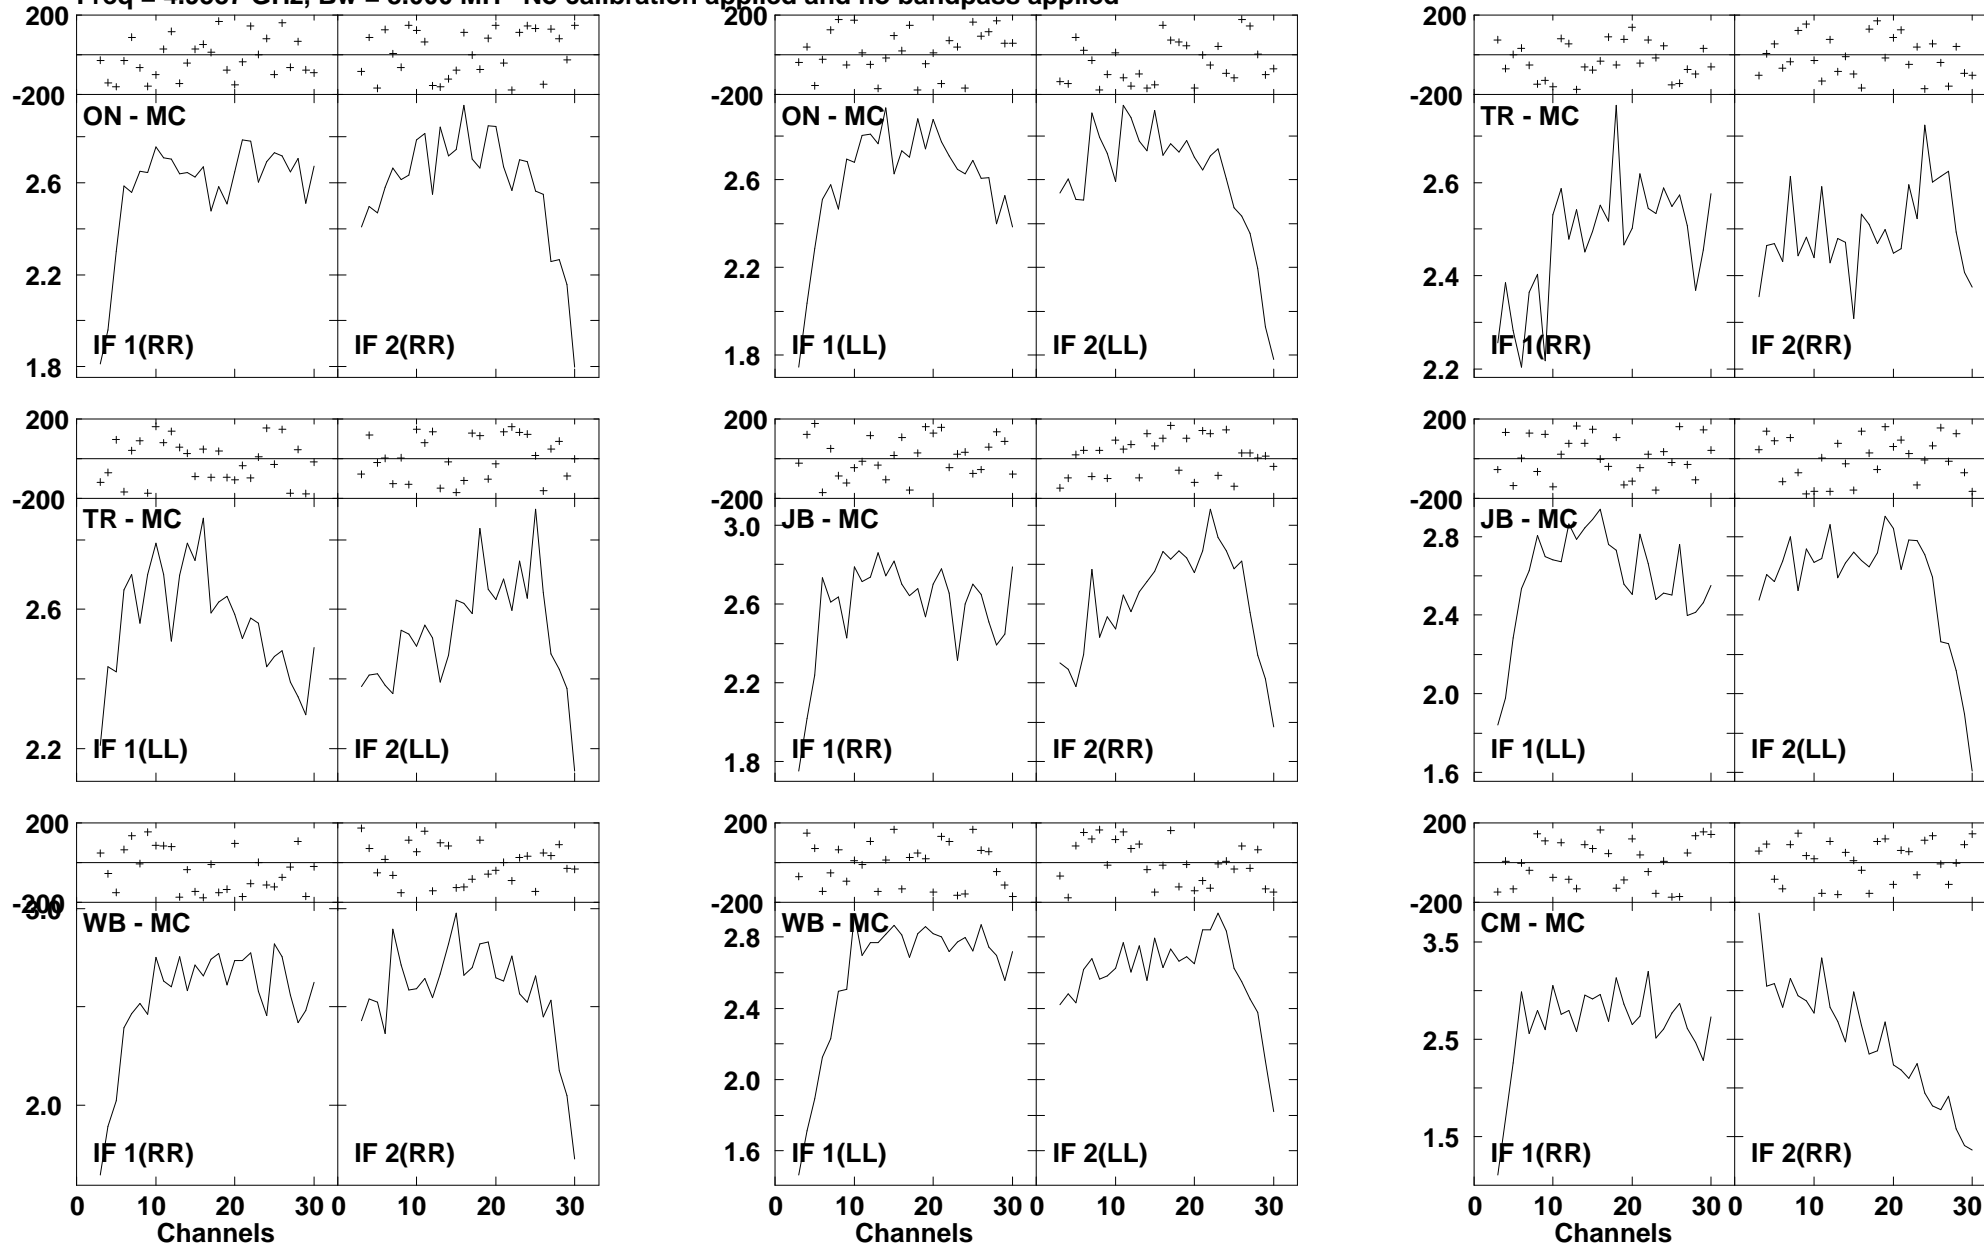 No calibration applied and no bandpass applied
200 200 200
-200 -200 -200
ON - MC ON - MC TR - MC
2.6 2.6 2.6
2.2 2.2 2.4
1.8 1.8 2.2
IF 1(RR) IF 2(RR) IF 1(LL) IF 2(LL) IF 1(RR) IF 2(RR)
200 200 200
-200 -200 -200
TR - MC JB - MC JB - MC
3.0 2.8
2.6 2.6 2.4
2.2 2.2 2.0
1.8 1.6
IF 1(LL) IF 2(LL) IF 1(RR) IF 2(RR) IF 1(LL) IF 2(LL)
200 200 200
-200 -200 -200
3.0
WB - MC WB - MC CM - MC
2.8 3.5
2.4 2.5
2.0 2.0 1.5
1.6
IF 1(RR) IF 2(RR) IF 1(LL) IF 2(LL) IF 1(RR) IF 2(RR)
0 10 20 30 0 10 20 30 0 10 20 30 0 10 20 30 0 10 20 30 0 10 20 30
Channels Channels Channels